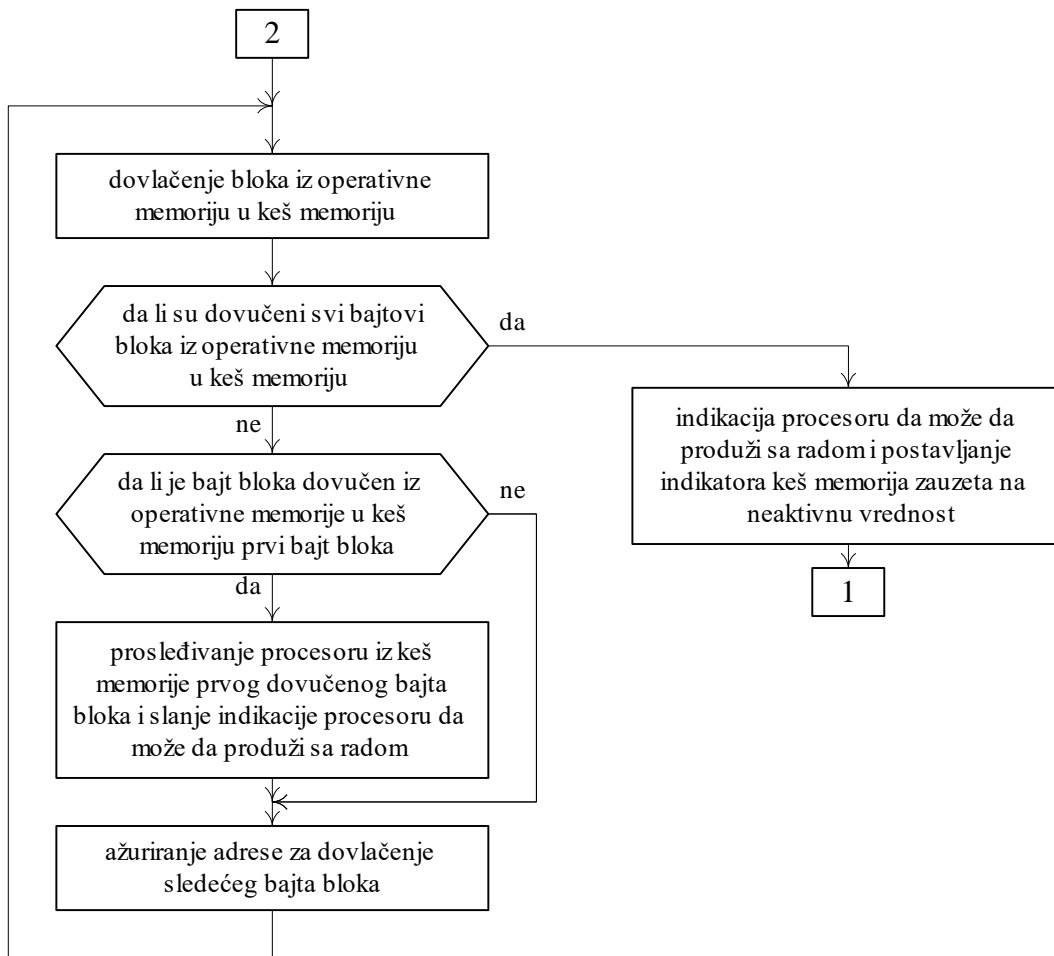 2
dovlačenje bloka iz operativne
memoriju u keš memoriju
da li su dovučeni svi bajtovi
bloka iz operativne memoriju
u keš memoriju
da
ne
indikacija procesoru da može da
produži sa radom i postavljanje
indikatora keš memorija zauzeta na
neaktivnu vrednost
1
da li je bajt bloka dovučen iz
operativne memorije u keš
memoriju prvi bajt bloka
ne
da
prosleđivanje procesoru iz keš
memorije prvog dovučenog bajta
bloka i slanje indikacije procesoru da
može da produži sa radom
ažuriranje adrese za dovlačenje
sledećeg bajta bloka